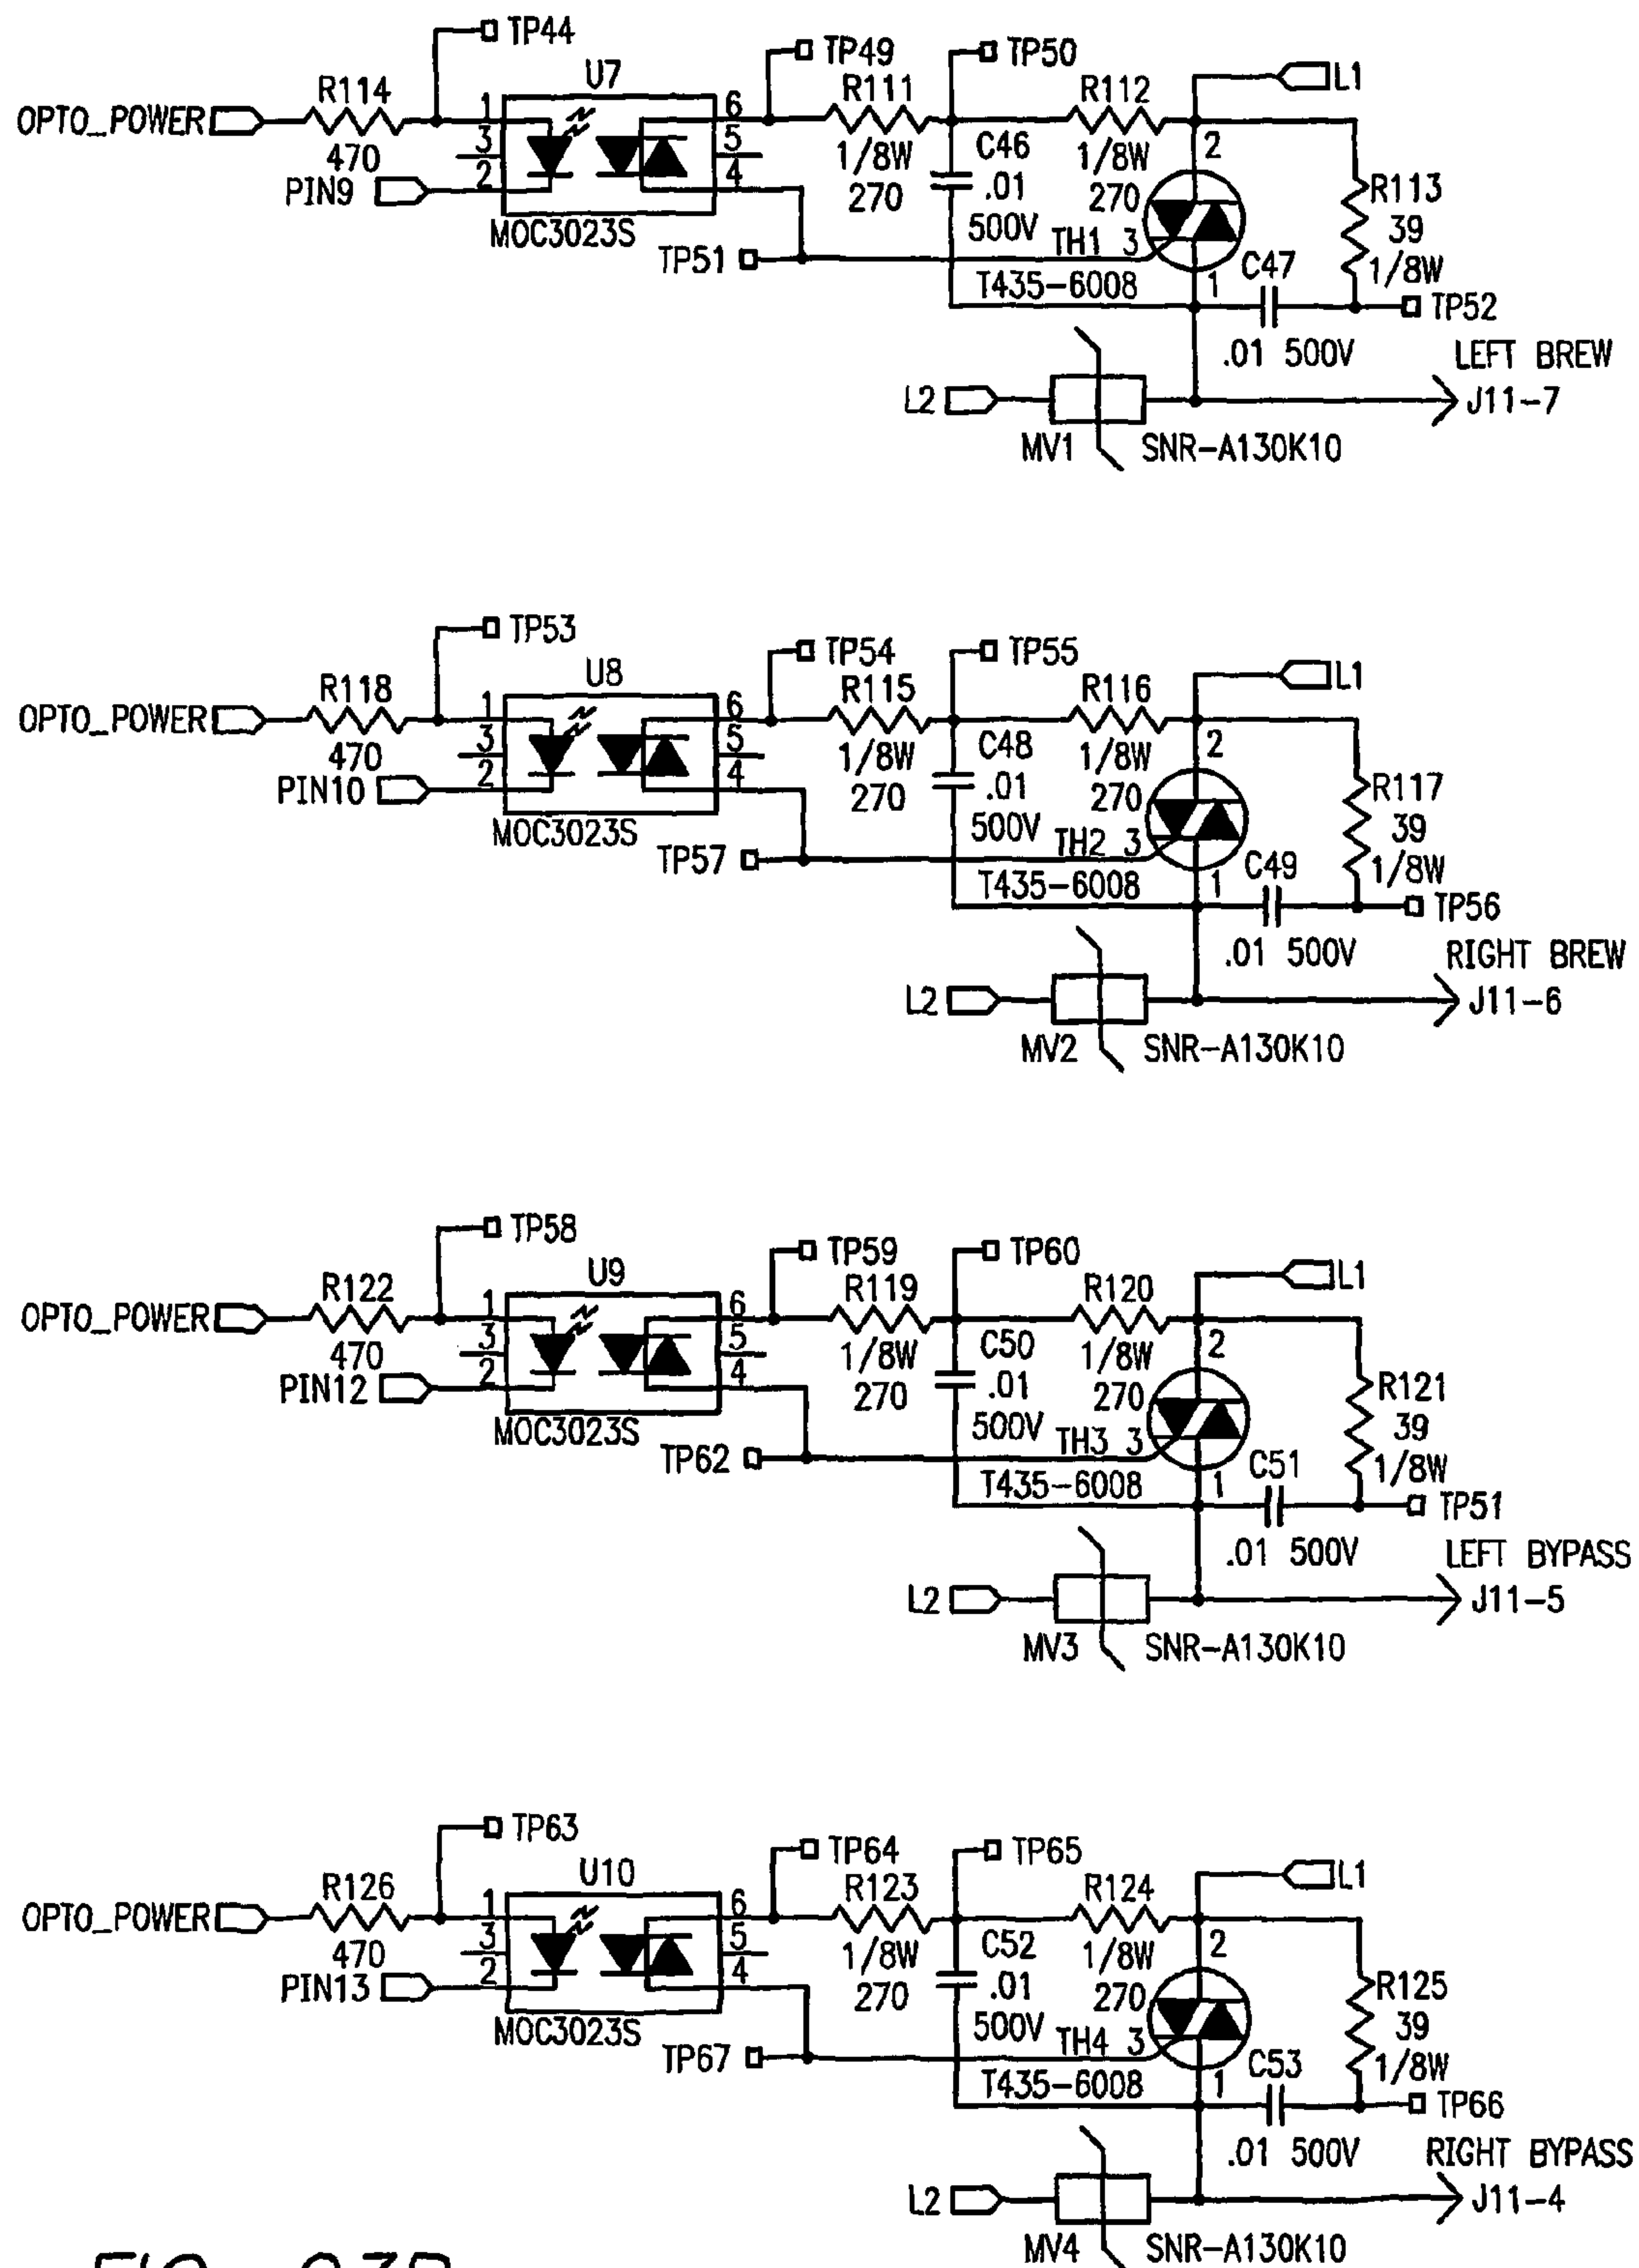 TP44
TP49
TP50
L1
R114
U7
R111
R112
OPTO_POWER
1
6
470
3
5
1/8W
C46
1/8W
2
PIN9
2
4
270
.01
270
R113
MOC3023S
500V
39
TP51
TH1 3
C47
1/8W
T435-6008
1
TP52
.01 500V
LEFT BREW
L2
J11-7
MV1
SNR-A130K10
TP53
TP54
TP55
L1
R118
U8
R115
R116
OPTO_POWER
1
6
470
3
5
1/8W
C48
1/8W
2
PIN10
2
4
270
.01
270
R117
MOC3023S
500V
39
TP57
TH2 3
C49
1/8W
T435-6008
1
TP56
.01 500V
RIGHT BREW
L2
J11-6
MV2
SNR-A130K10
TP58
TP59
TP60
L1
R122
U9
R119
R120
OPTO_POWER
1
6
470
3
5
1/8W
C50
1/8W
2
PIN12
2
4
270
.01
270
R121
MOC3023S
500V
39
TP62
TH3 3
C51
1/8W
T435-6008
1
TP51
.01 500V
LEFT BYPASS
L2
J11-5
MV3
SNR-A130K10
TP63
TP64
TP65
L1
R126
U10
R123
R124
OPTO_POWER
1
6
470
3
5
1/8W
C52
1/8W
2
PIN13
2
4
270
.01
270
R125
MOC3023S
500V
39
TP67
TH4 3
C53
1/8W
T435-6008
1
TP66
.01 500V
RIGHT BYPASS
L2
J11-4
MV4
SNR-A130K10